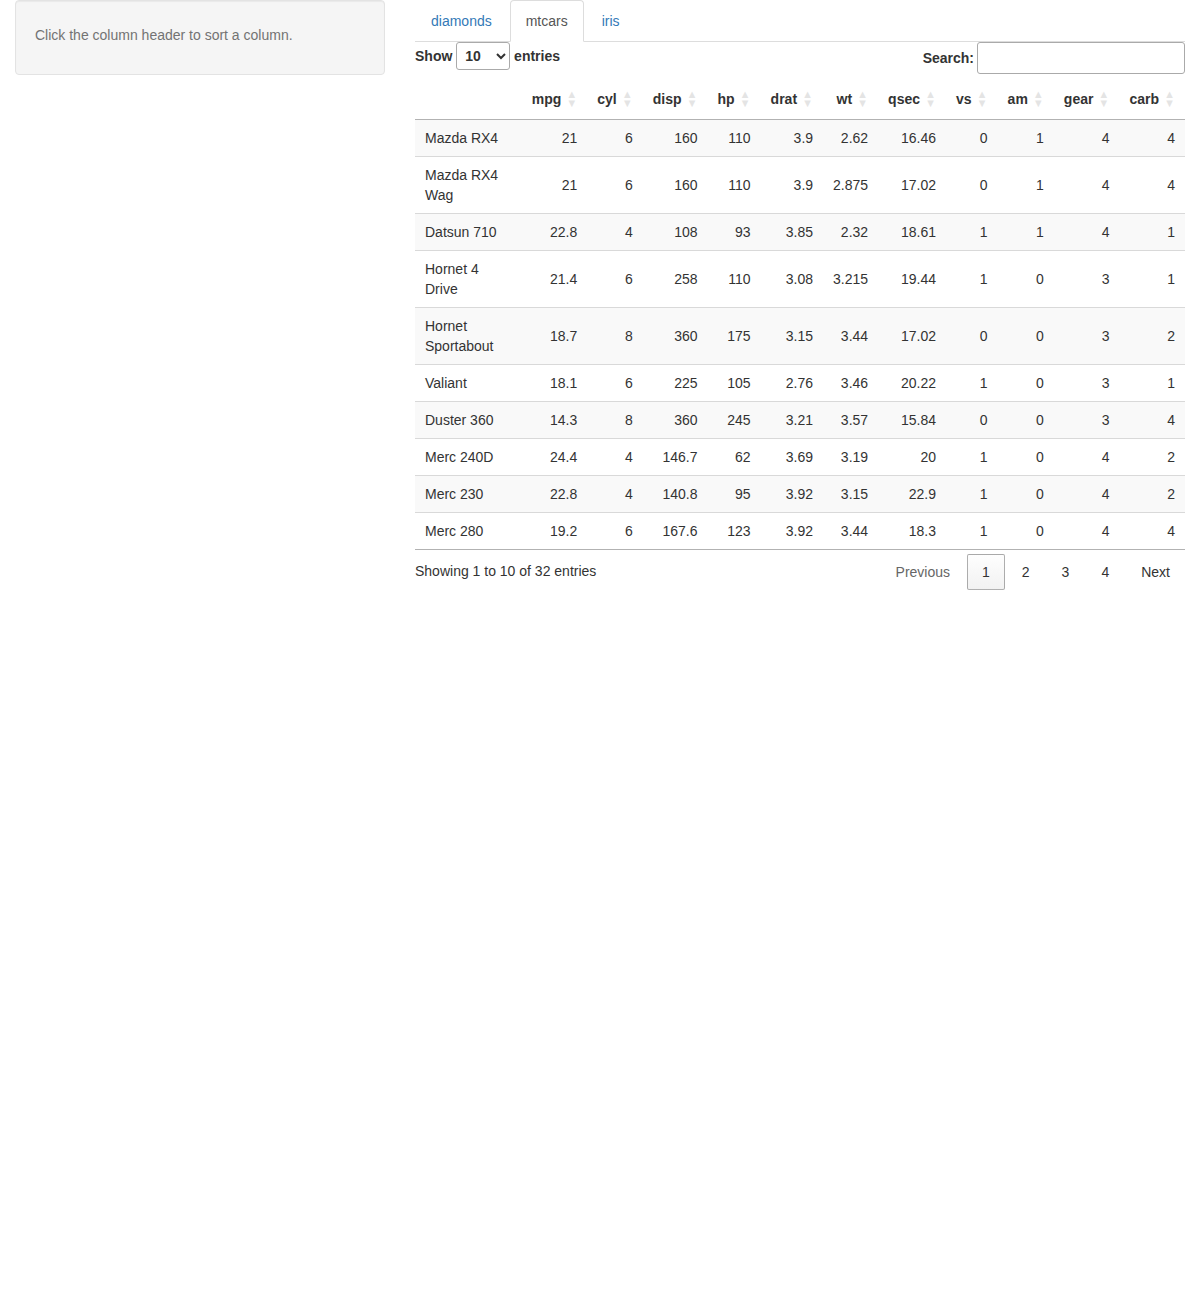 Click the column header to sort a column.
diamonds mtcars iris
Show 10 entries Search:
mpg cyl disp hp drat wt qsec vs am gear carb
Mazda RX4 21 6 160 110 3.9 2.62 16.46 0 1 4 4
Mazda RX4
Wag 21 6 160 110 3.9 2.875 17.02 0 1 4 4
Datsun 710 22.8 4 108 93 3.85 2.32 18.61 1 1 4 1
Hornet 4
Drive 21.4 6 258 110 3.08 3.215 19.44 1 0 3 1
Hornet
Sportabout 18.7 8 360 175 3.15 3.44 17.02 0 0 3 2
Valiant 18.1 6 225 105 2.76 3.46 20.22 1 0 3 1
Duster 360 14.3 8 360 245 3.21 3.57 15.84 0 0 3 4
Merc 240D 24.4 4 146.7 62 3.69 3.19 20 1 0 4 2
Merc 230 22.8 4 140.8 95 3.92 3.15 22.9 1 0 4 2
Merc 280 19.2 6 167.6 123 3.92 3.44 18.3 1 0 4 4
Showing 1 to 10 of 32 entries Previous 1 2 3 4 Next